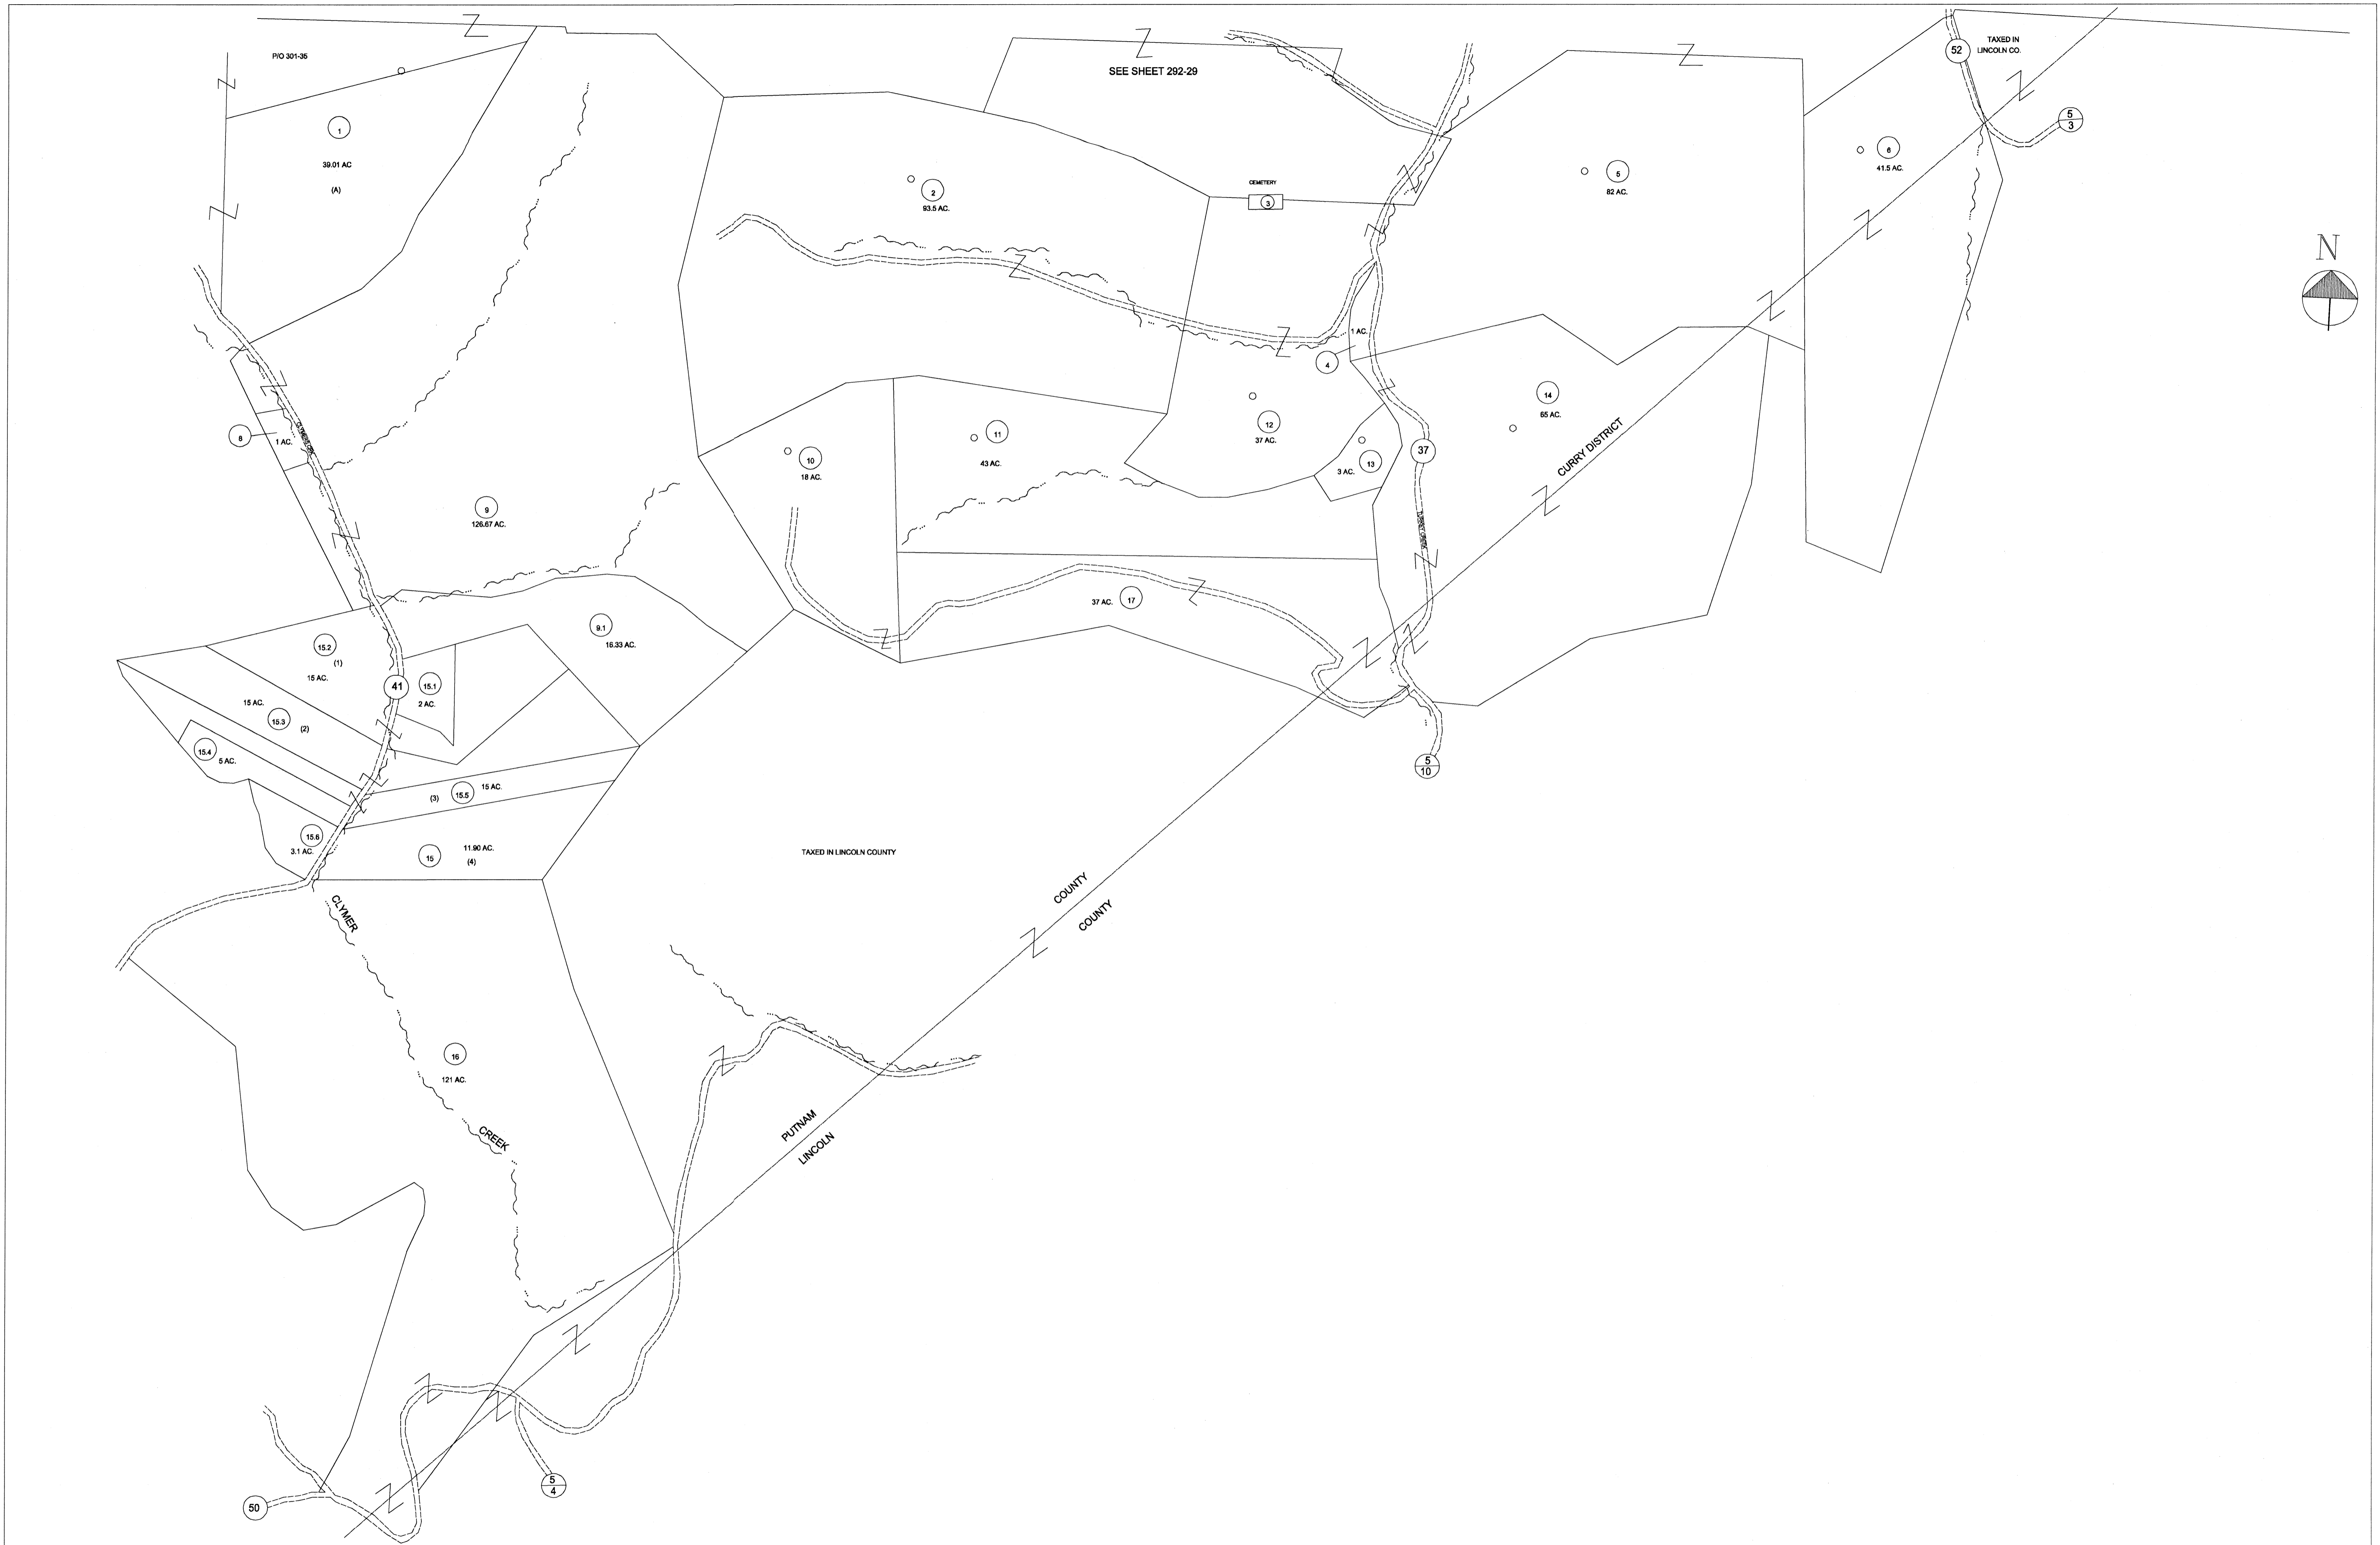 P/O 301-35
SEE SHEET 292-29
TAXED IN
LINCOLN CO.
52
5
3
1
39.01 AC
(A)
2
93.5 AC.
CEMETERY
3
5
82 AC.
6
41.5 AC.
N
1 AC.
4
8
1 AC.
9
126.67 AC.
10
18 AC.
11
43 AC.
12
37 AC.
13
3 AC.
14
65 AC.
37
CURRY DISTRICT
37 AC.
17
9.1
16.33 AC.
15.2
(1)
15 AC.
15.1
2 AC.
41
15 AC.
15.3
(2)
15.4
5 AC.
(3)
15.5
15 AC.
15.6
3.1 AC.
15
11.90 AC.
(4)
5
10
TAXED IN LINCOLN COUNTY
COUNTY
COUNTY
CLYMER
16
121 AC.
CREEK
PUTNAM
LINCOLN
5
4
50